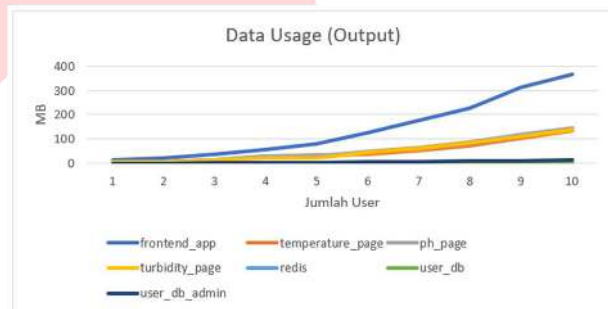 Data Usage (Output)
400
300
200
100
0
MB
1 2 3 4 5 6 7 8 9 10
Jumlah User
frontend_app temperature_page ph_page
turbidity_page redis user_db
user_db_admin